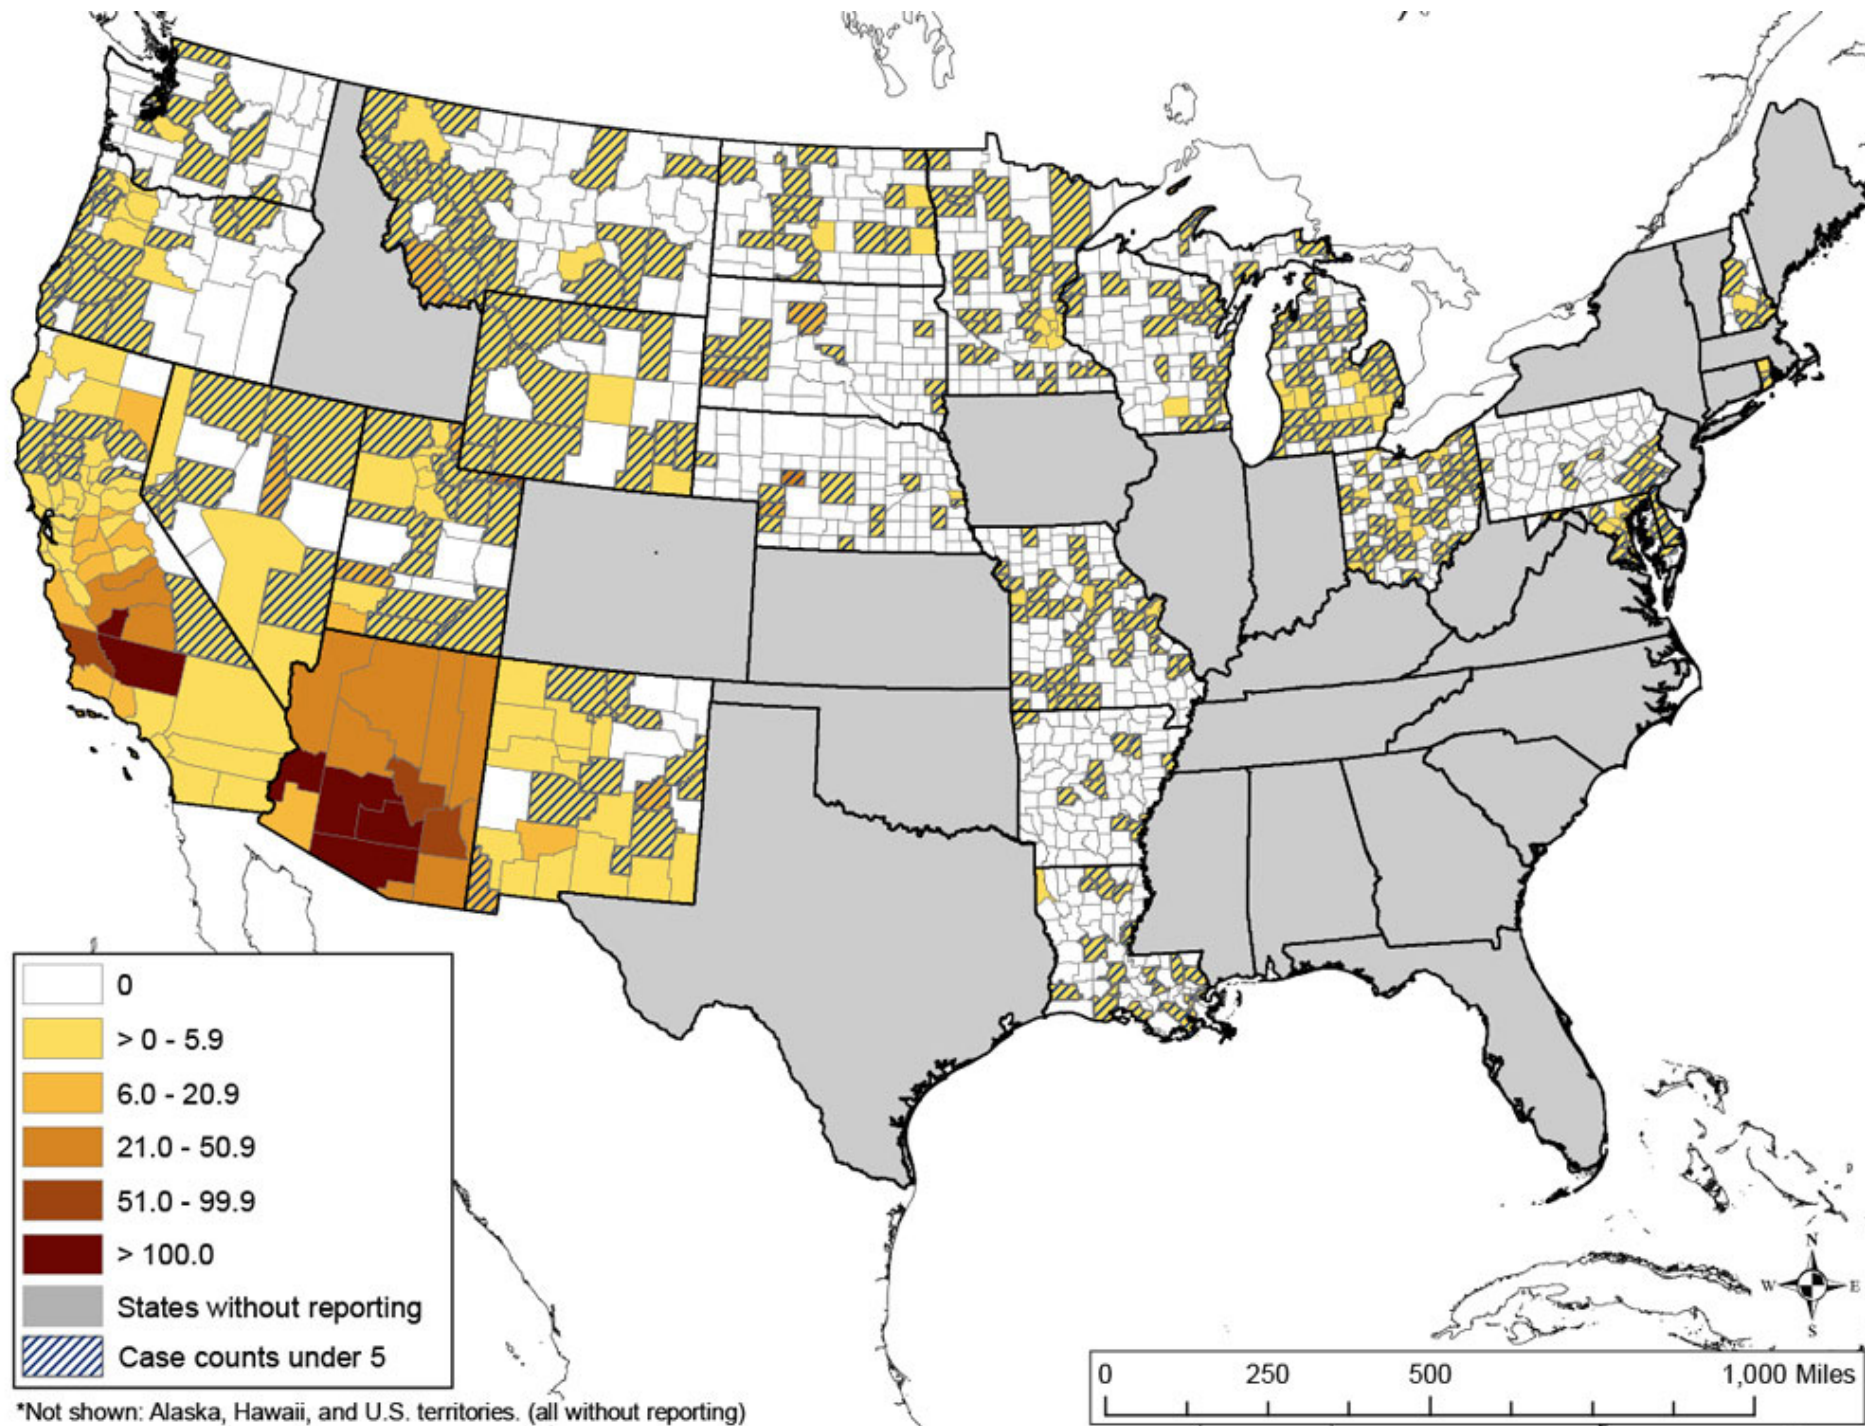 0
> 0 - 5.9
6.0 - 20.9
21.0 - 50.9
51.0 - 99.9
> 100.0
States without reporting
Case counts under 5
*Not shown: Alaska, Hawaii, and U.S. territories. (all without reporting)
N
W E
S
0 250 500 1,000 Miles